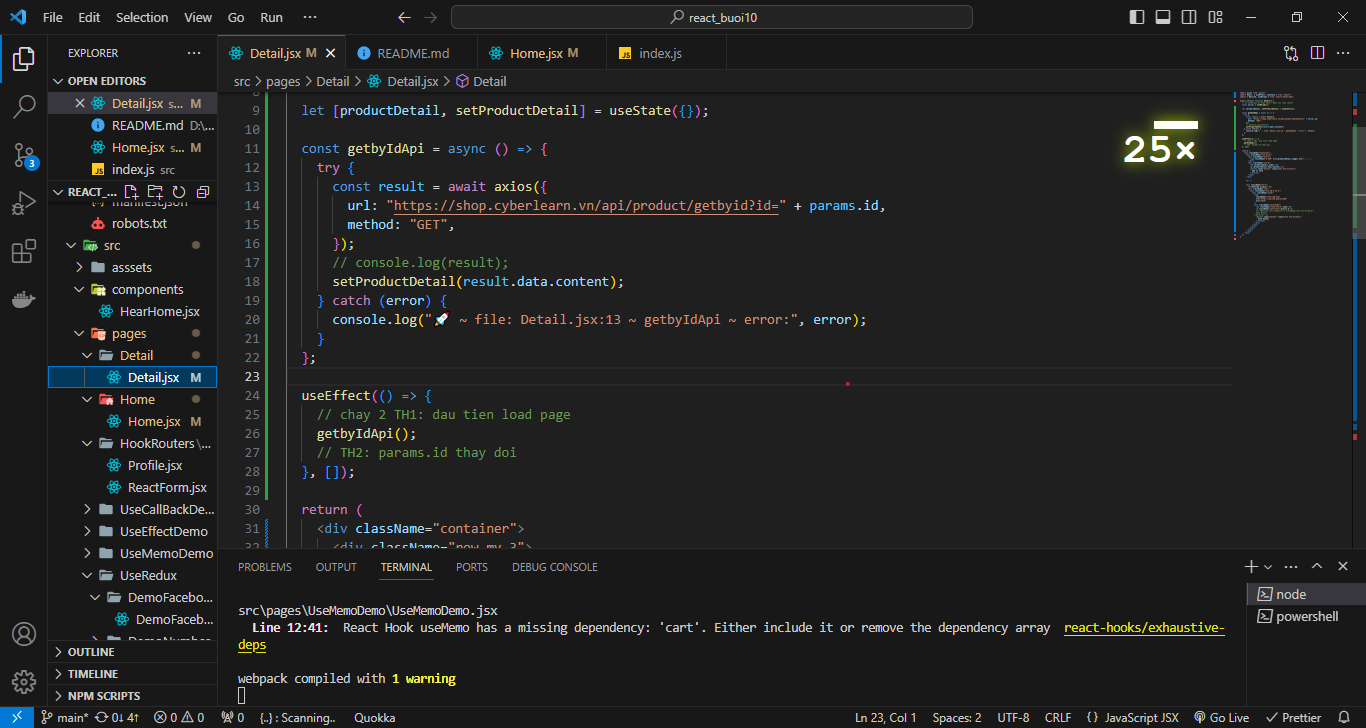 File Edit Selection View Go Run ··· react_buoi10
EXPLORER ···
OPEN EDITORS
Detail.jsx s... M
README.md D:\...
Home.jsx s... M
index.js src
REACT_...
manifest.json
robots.txt
src
asssets
components
HearHome.jsx
pages
Detail
Detail.jsx M
Home
Home.jsx M
HookRouters\...
Profile.jsx
ReactForm.jsx
UseCallBackDe...
UseEffectDemo
UseMemoDemo
UseRedux
DemoFacebo...
DemoFaceb...
DemoNumber
OUTLINE
TIMELINE
NPM SCRIPTS
3
Detail.jsx M README.md Home.jsx M index.js
src > pages > Detail > Detail.jsx > Detail
8
9 let [productDetail, setProductDetail] = useState({});
10
11 const getbyIdApi = async () => {
12 try {
13 const result = await axios({
14 url: "https://shop.cyberlearn.vn/api/product/getbyid?id=" + params.id,
15 method: "GET",
16 });
17 // console.log(result);
18 setProductDetail(result.data.content);
19 } catch (error) {
20 console.log("🚀 ~ file: Detail.jsx:13 ~ getbyIdApi ~ error:", error);
21 }
22 };
23
24 useEffect(() => {
25 // chay 2 TH1: dau tien load page
26 getbyIdApi();
27 // TH2: params.id thay doi
28 }, []);
29
30 return (
31 <div className="container">
32 <div className="row my-3">
25×
PROBLEMS OUTPUT TERMINAL PORTS DEBUG CONSOLE
src\pages\UseMemoDemo\UseMemoDemo.jsx
Line 12:41: React Hook useMemo has a missing dependency: 'cart'. Either include it or remove the dependency array react-hooks/exhaustive-
deps
webpack compiled with 1 warning
node
powershell
main* 0↓ 4↑ 0 0 0 {..} : Scanning.. Quokka Ln 23, Col 1 Spaces: 2 UTF-8 CRLF {} JavaScript JSX Go Live Prettier